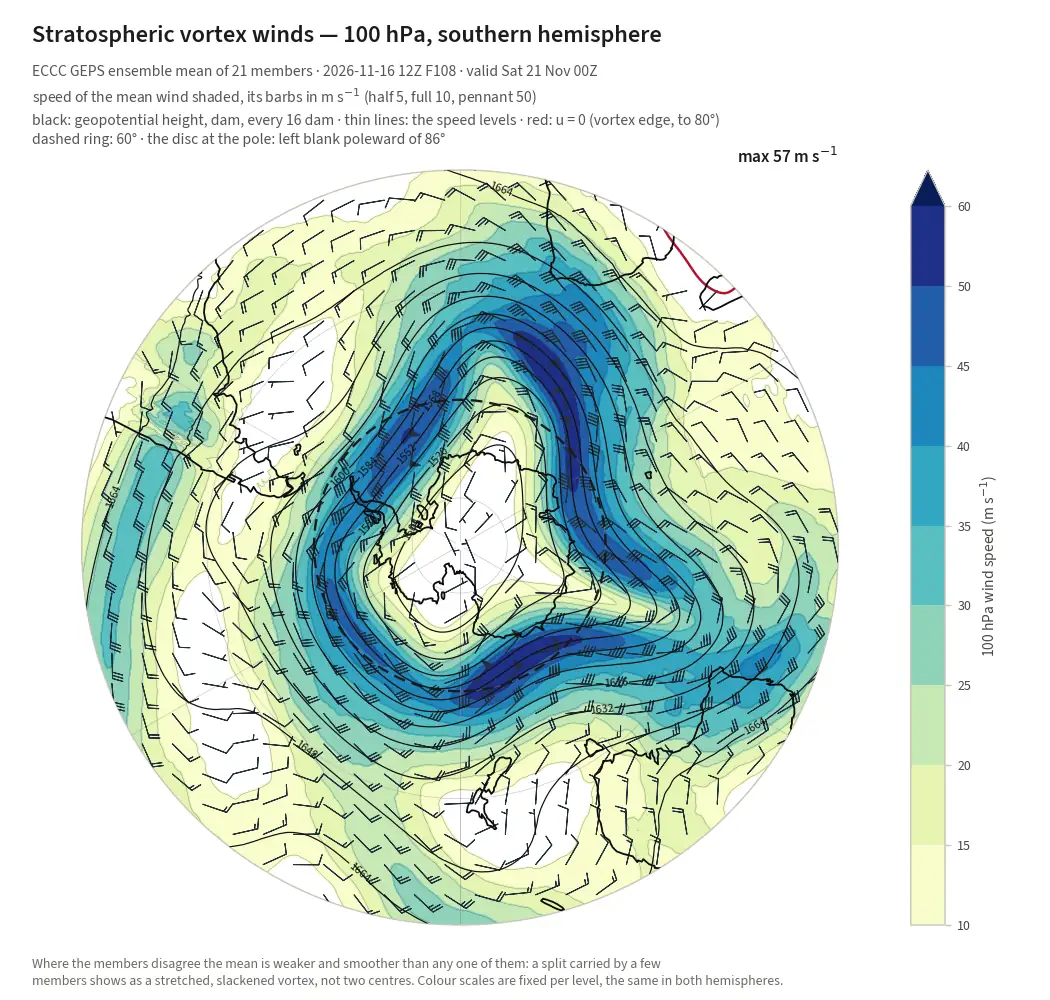 Stratospheric vortex winds — 100 hPa, southern hemisphere
ECCC GEPS ensemble mean of 21 members · 2026-11-16 12Z F108 · valid Sat 21 Nov 00Z
speed of the mean wind shaded, its barbs in m s⁻¹ (half 5, full 10, pennant 50)
black: geopotential height, dam, every 16 dam · thin lines: the speed levels · red: u = 0 (vortex edge, to 80°)
dashed ring: 60° · the disc at the pole: left blank poleward of 86°
max 57 m s⁻¹
1664
60
50
45
40
35
30
25
20
15
10
100 hPa wind speed (m s⁻¹)
1664
1600
1584
1632
1664
1648
1664
Where the members disagree the mean is weaker and smoother than any one of them: a split carried by a few
members shows as a stretched, slackened vortex, not two centres. Colour scales are fixed per level, the same in both hemispheres.